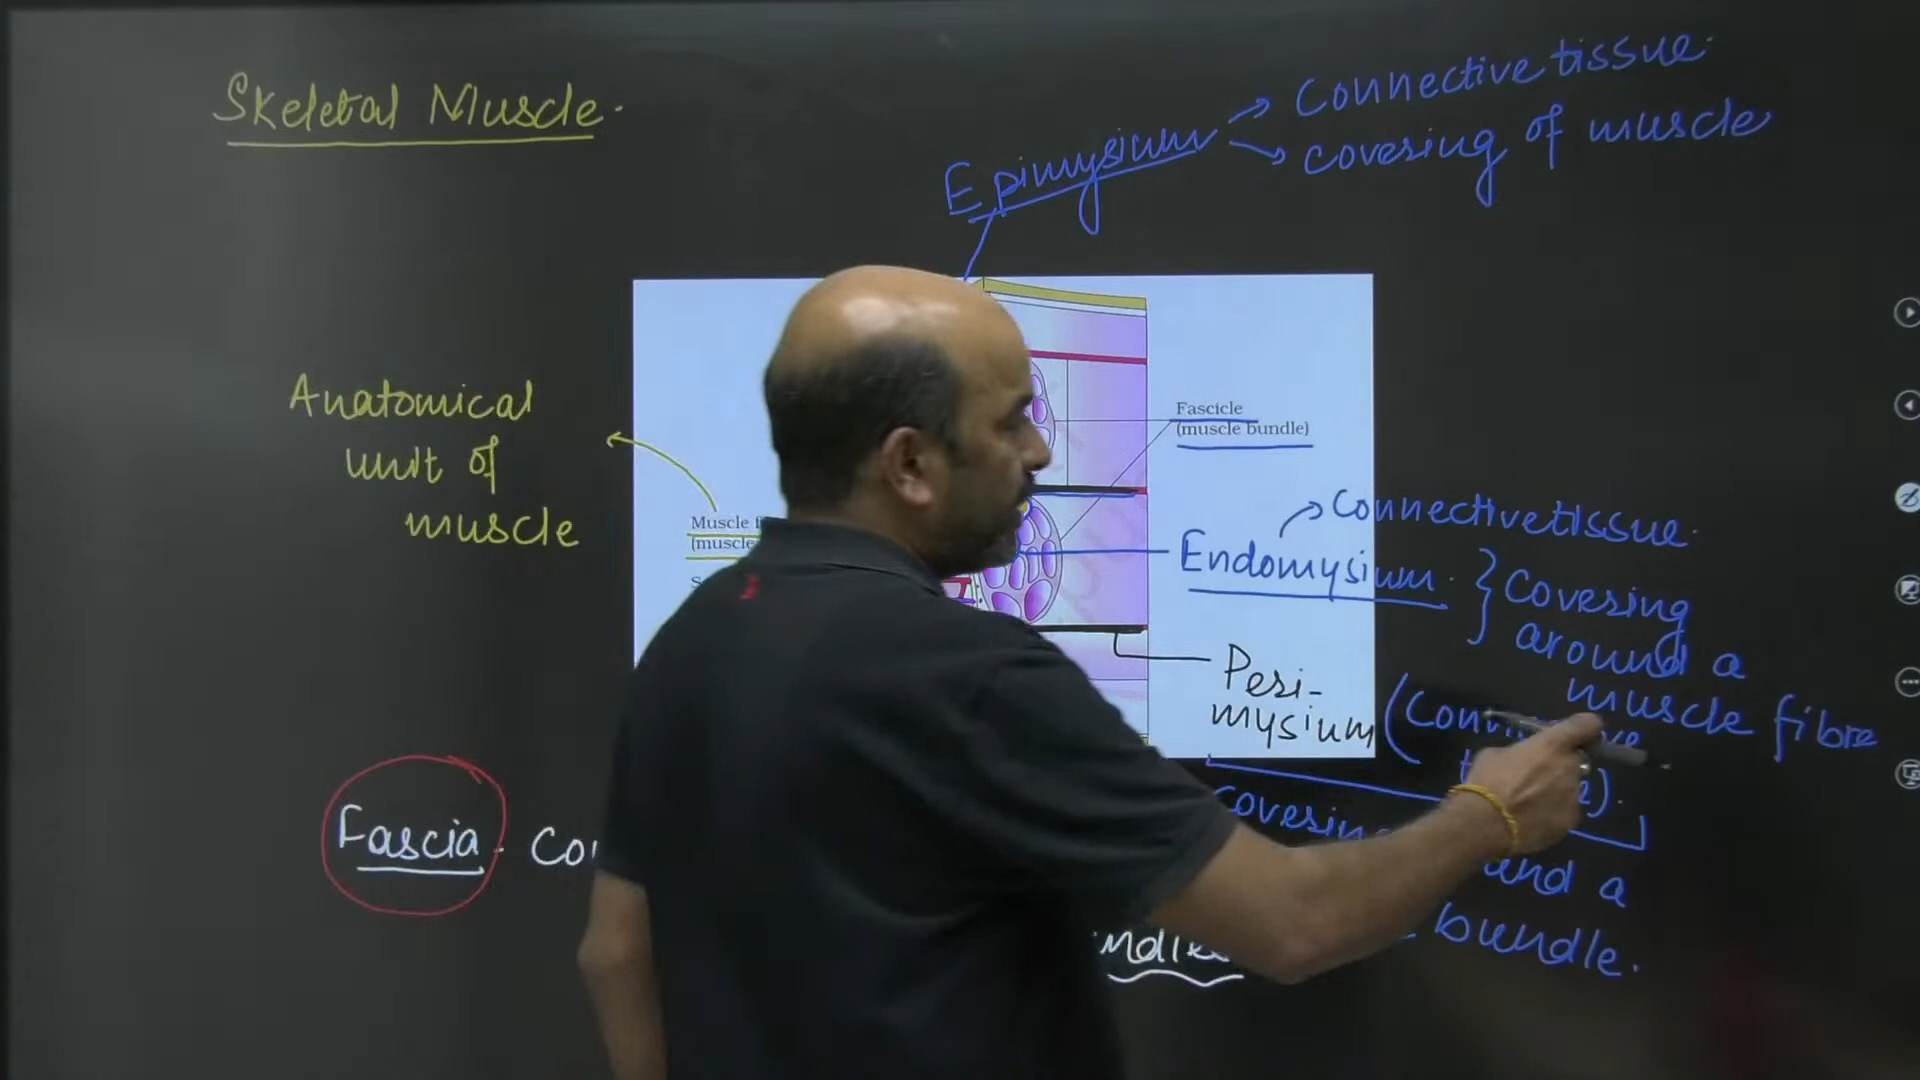 Skeletal Muscle.
Epimysium
Connective tissue.
covering of muscle
Anatomical
unit of
muscle
Fascicle
(muscle bundle)
Muscle
(muscle
Connective tissue.
Endomysium.
Covering
around a
muscle fibre
Peri-
mysium
covering
a
bundle.
Fascia -